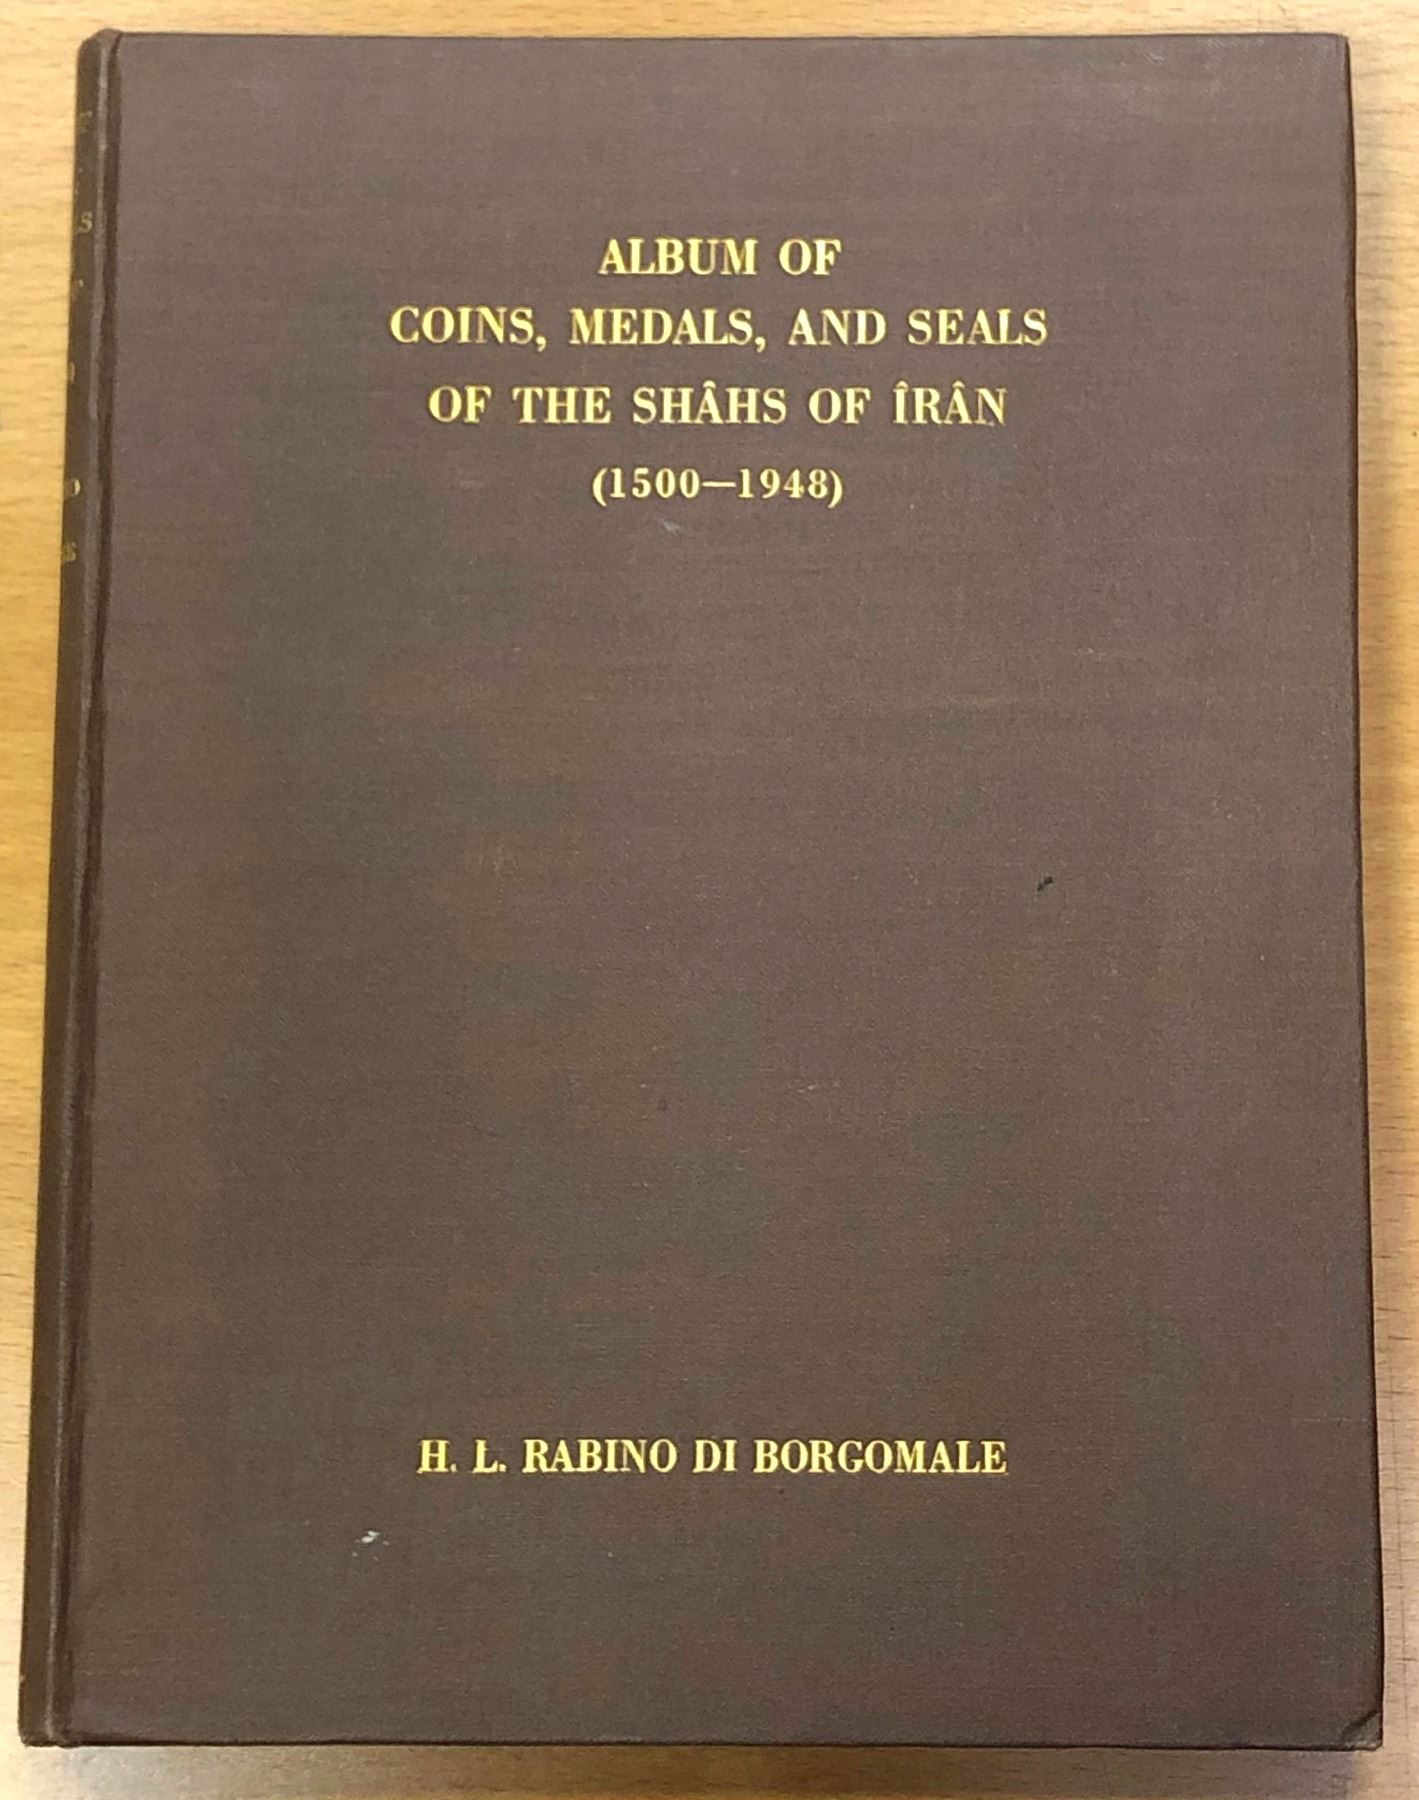 ALBUM OF
COINS, MEDALS, AND SEALS
OF THE SHÂHS OF ÎRÂN
(1500—1948)
H. L. RABINO DI BORGOMALE